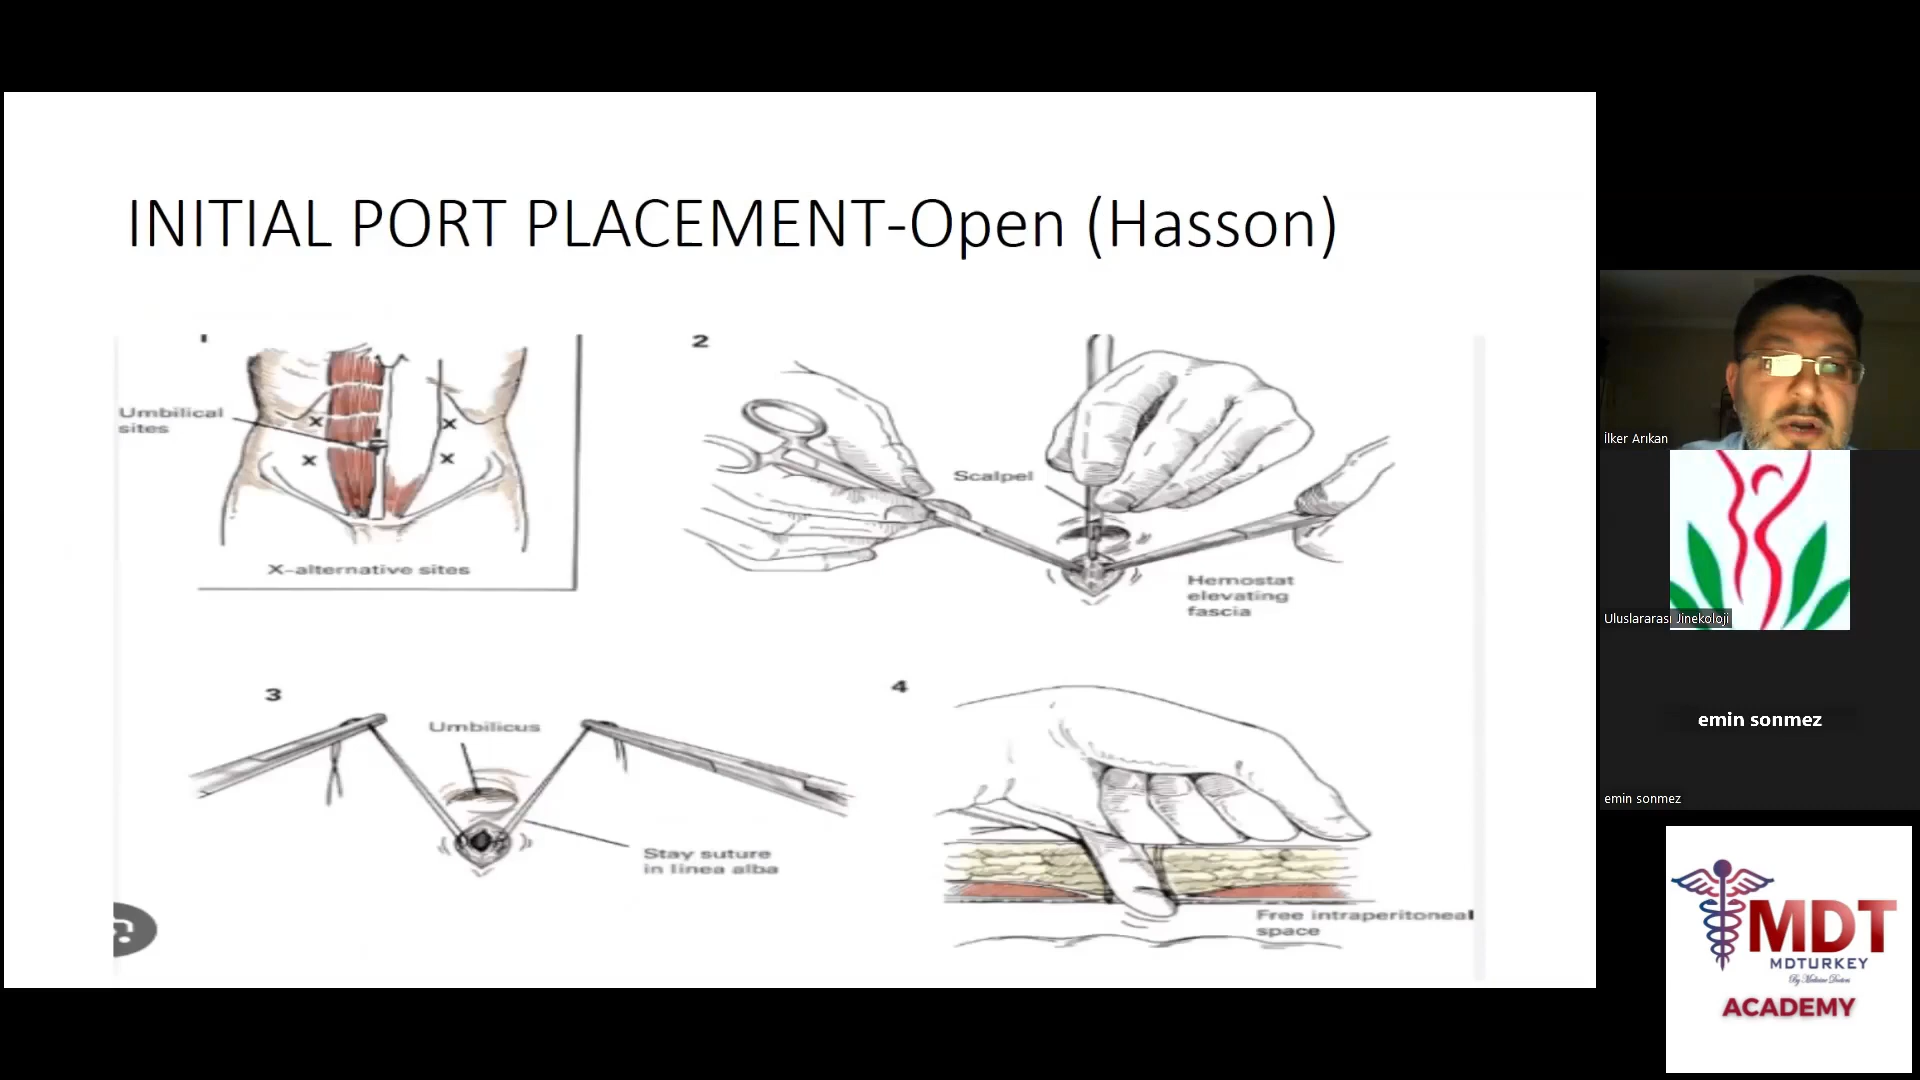 INITIAL PORT PLACEMENT-Open (Hasson)
1
Umbilical
sites
x
x
x
x
X-alternative sites
2
Scalpel
Hemostat
elevating
fascia
3
Umbilicus
Stay suture
in linea alba
4
Free intraperitoneal
space
İlker Arıkan
Uluslararası Jinekoloji
emin sonmez
emin sonmez
MDT
MDTURKEY
By Medicine Doctors
ACADEMY